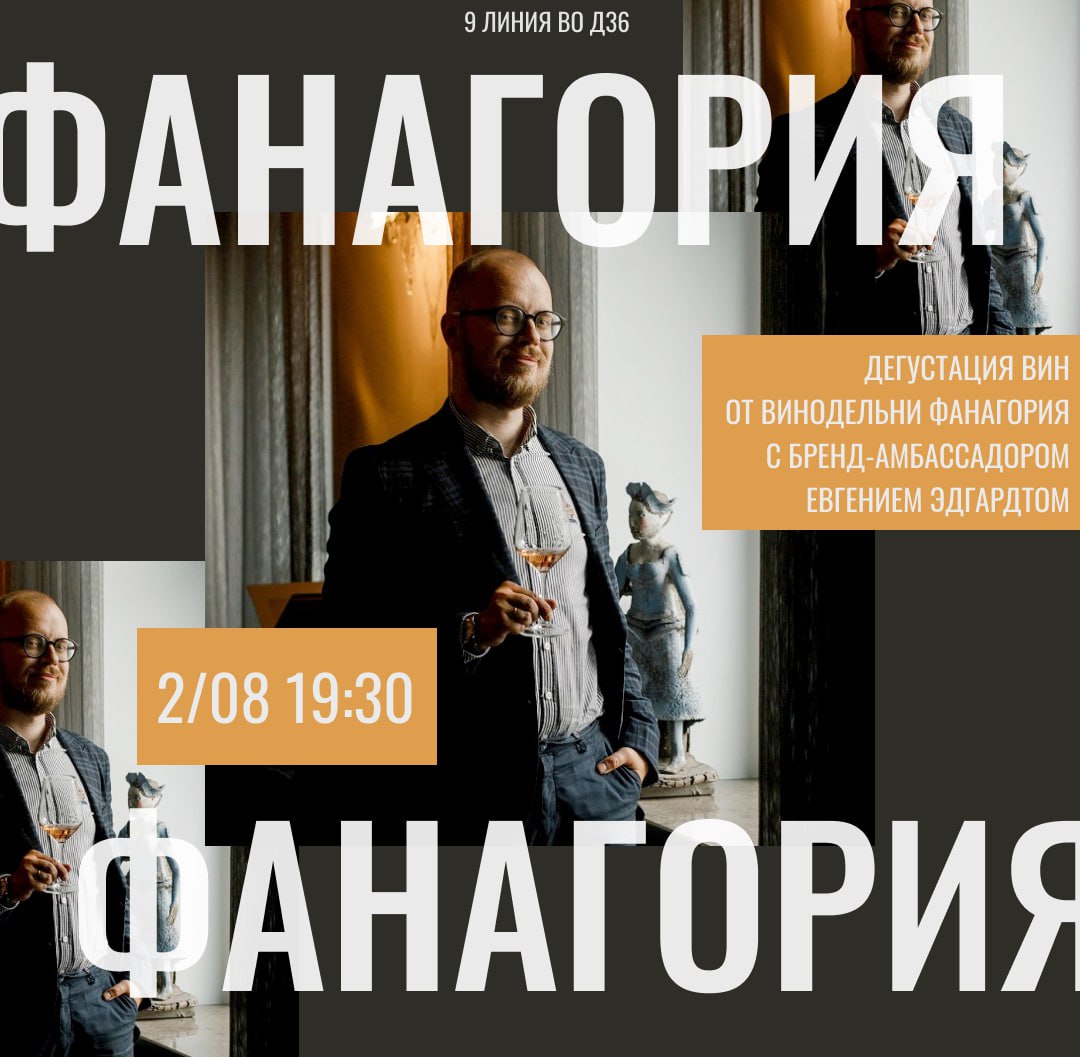 9 ЛИНИЯ ВО Д36
ФАНАГОРИЯ
ДЕГУСТАЦИЯ ВИН
ОТ ВИНОДЕЛЬНИ ФАНАГОРИЯ
С БРЕНД-АМБАССАДОРОМ
ЕВГЕНИЕМ ЭДГАРДТОМ
2/08 19:30
ФАНАГОРИЯ